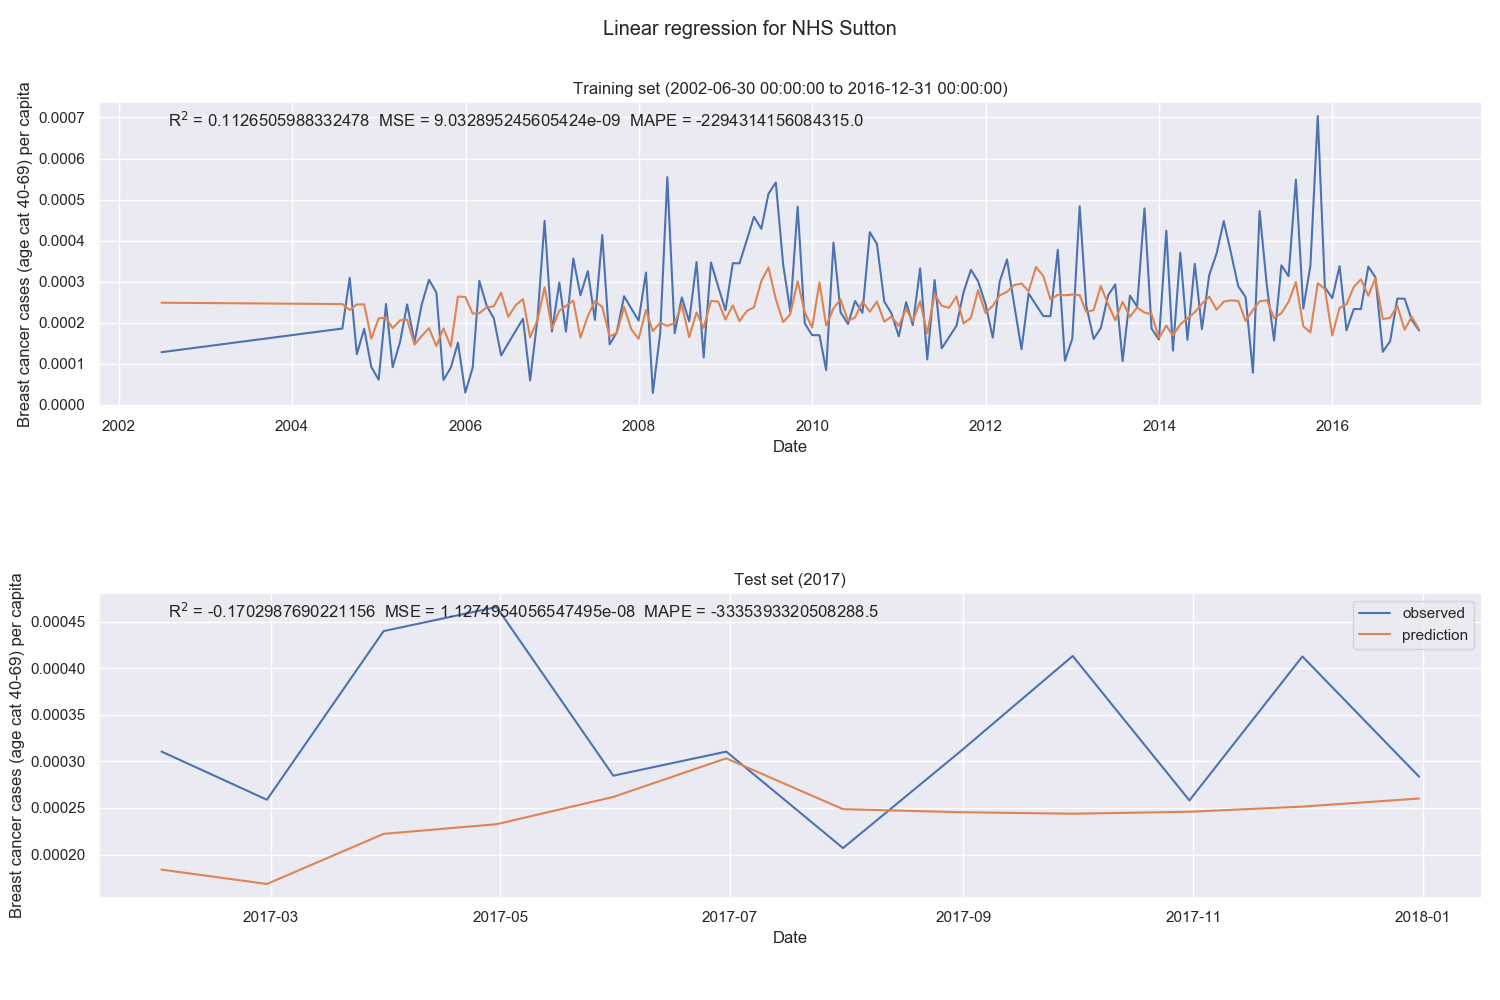 Linear regression for NHS Sutton
Training set (2002-06-30 00:00:00 to 2016-12-31 00:00:00)
R² = 0.1126505988332478 MSE = 9.032895245605424e-09 MAPE = -2294314156084315.0
Breast cancer cases (age cat 40-69) per capita
0.0007
0.0006
0.0005
0.0004
0.0003
0.0002
0.0001
0.0000
2002 2004 2006 2008 2010 2012 2014 2016
Date
Test set (2017)
R² = -0.1702987690221156 MSE = 1.1274954056547495e-08 MAPE = -3335393320508288.5
observed
prediction
Breast cancer cases (age cat 40-69) per capita
0.00045
0.00040
0.00035
0.00030
0.00025
0.00020
2017-03 2017-05 2017-07 2017-09 2017-11 2018-01
Date